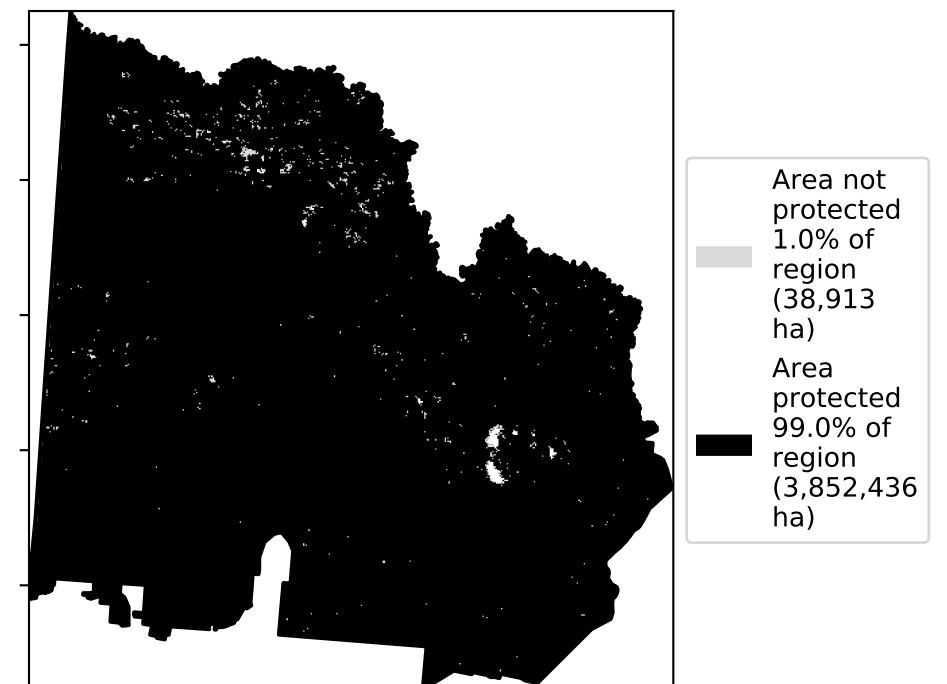 Area not
protected
1.0% of
region
(38,913
ha)
Area
protected
99.0% of
region
(3,852,436
ha)